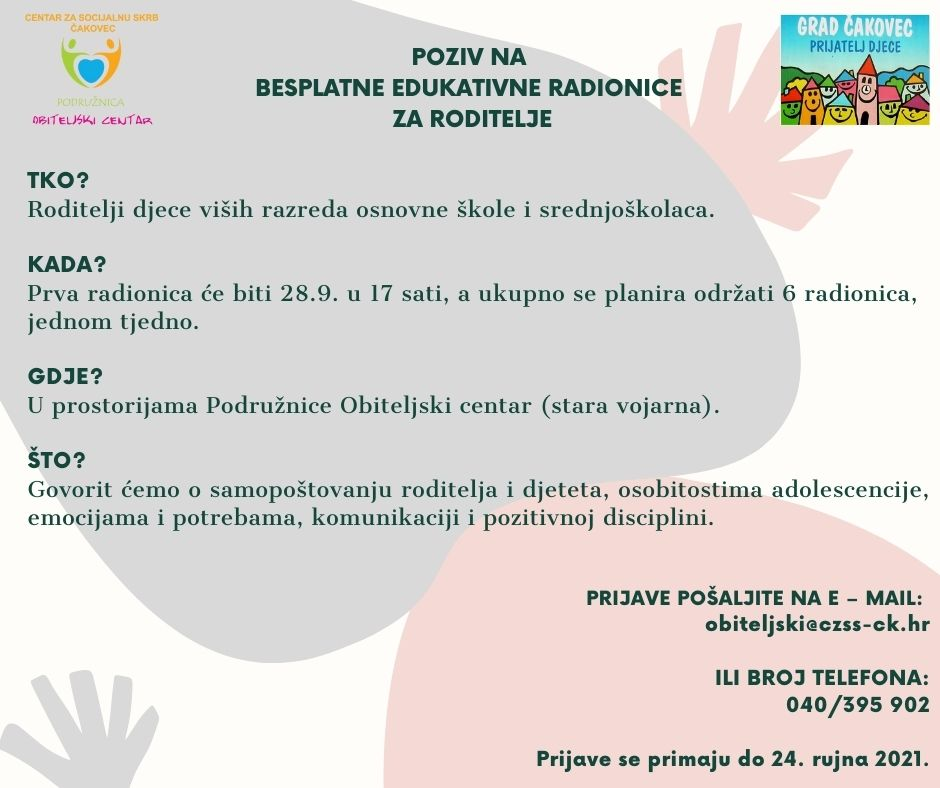 CENTAR ZA SOCIJALNU SKRB
ČAKOVEC
PODRUŽNICA
OBITELJSKI CENTAR
GRAD ČAKOVEC
PRIJATELJ DJECE
POZIV NA
BESPLATNE EDUKATIVNE RADIONICE
ZA RODITELJE
TKO?
Roditelji djece viših razreda osnovne škole i srednjoškolaca.
KADA?
Prva radionica će biti 28.9. u 17 sati, a ukupno se planira održati 6 radionica,
jednom tjedno.
GDJE?
U prostorijama Podružnice Obiteljski centar (stara vojarna).
ŠTO?
Govorit ćemo o samopoštovanju roditelja i djeteta, osobitostima adolescencije,
emocijama i potrebama, komunikaciji i pozitivnoj disciplini.
PRIJAVE POŠALJITE NA E – MAIL:
obiteljski@czss-ck.hr
ILI BROJ TELEFONA:
040/395 902
Prijave se primaju do 24. rujna 2021.